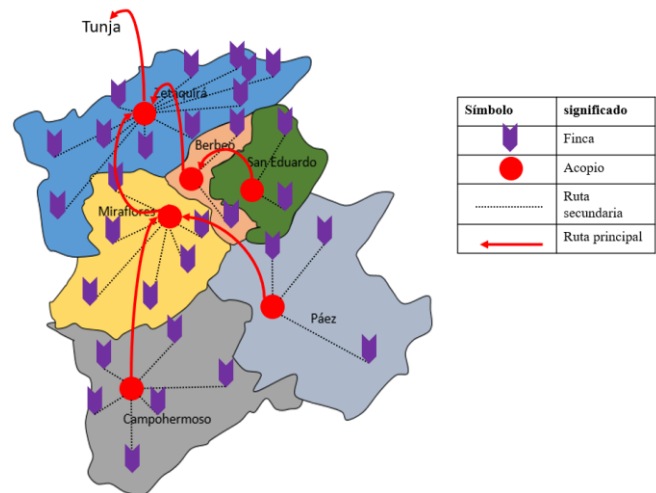 Tunja
Zetaquirá
Berbeo
San Eduardo
Miraflores
Páez
Campohermoso
Símbolo significado
Finca
Acopio
Ruta
secundaria
Ruta principal